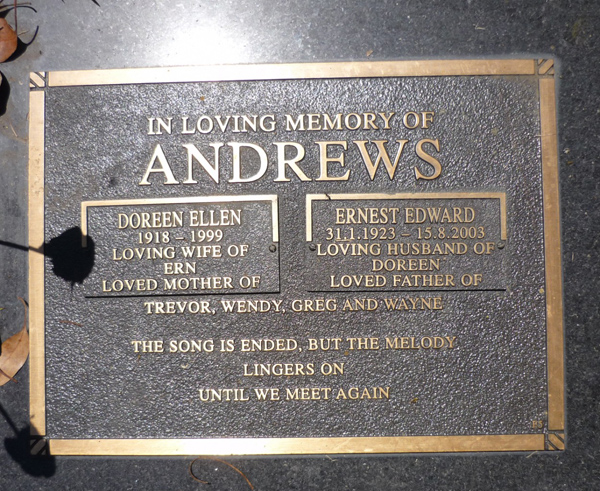 IN LOVING MEMORY OF
ANDREWS
DOREEN ELLEN
1918 – 1999
LOVING WIFE OF
ERN
LOVED MOTHER OF
ERNEST EDWARD
31.1.1923 – 15.8.2003
LOVING HUSBAND OF
DOREEN
LOVED FATHER OF
TREVOR, WENDY, GREG AND WAYNE
THE SONG IS ENDED, BUT THE MELODY
LINGERS ON
UNTIL WE MEET AGAIN